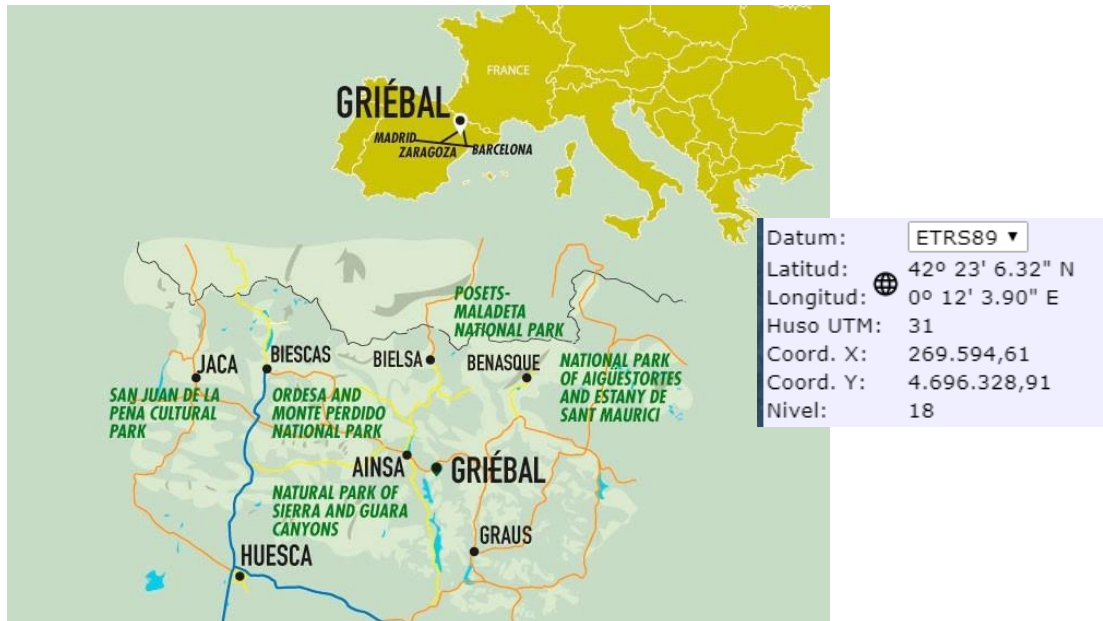 FRANCE
GRIÉBAL
MADRID
ZARAGOZA
BARCELONA
POSETS-
MALADETA
NATIONAL PARK
JACA
BIESCAS
BIELSA
BENASQUE
NATIONAL PARK
OF AIGÜESTORTES
AND ESTANY DE
SANT MAURICI
SAN JUAN DE LA
PEÑA CULTURAL
PARK
ORDESA AND
MONTE PERDIDO
NATIONAL PARK
AINSA
GRIÉBAL
NATURAL PARK OF
SIERRA AND GUARA
CANYONS
GRAUS
HUESCA
Datum: ETRS89
Latitud: 42º 23' 6.32" N
Longitud: 0º 12' 3.90" E
Huso UTM: 31
Coord. X: 269.594,61
Coord. Y: 4.696.328,91
Nivel: 18